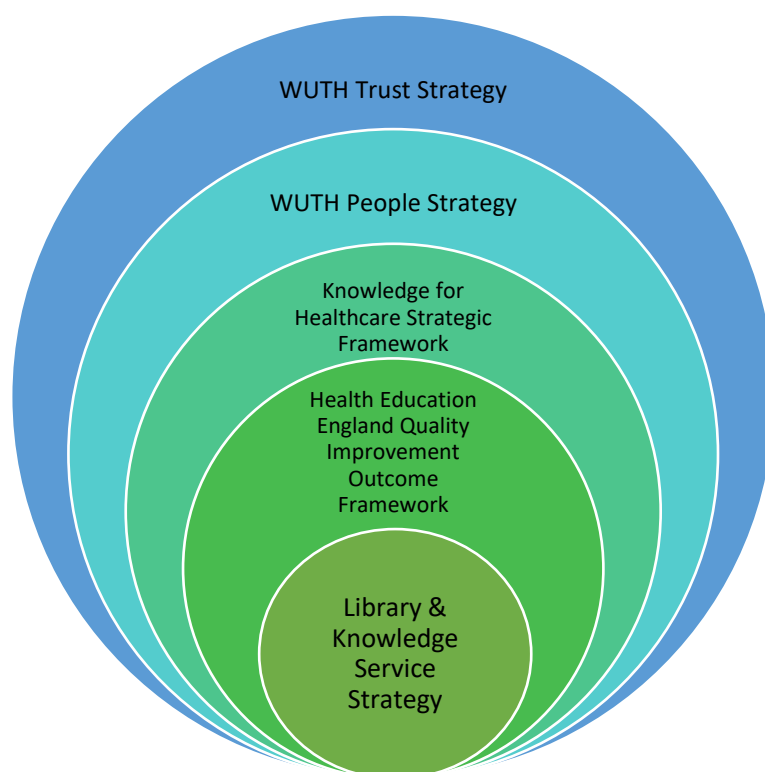 WUTH Trust Strategy
WUTH People Strategy
Knowledge for
Healthcare Strategic
Framework
Health Education
England Quality
Improvement
Outcome
Framework
Library &
Knowledge
Service
Strategy